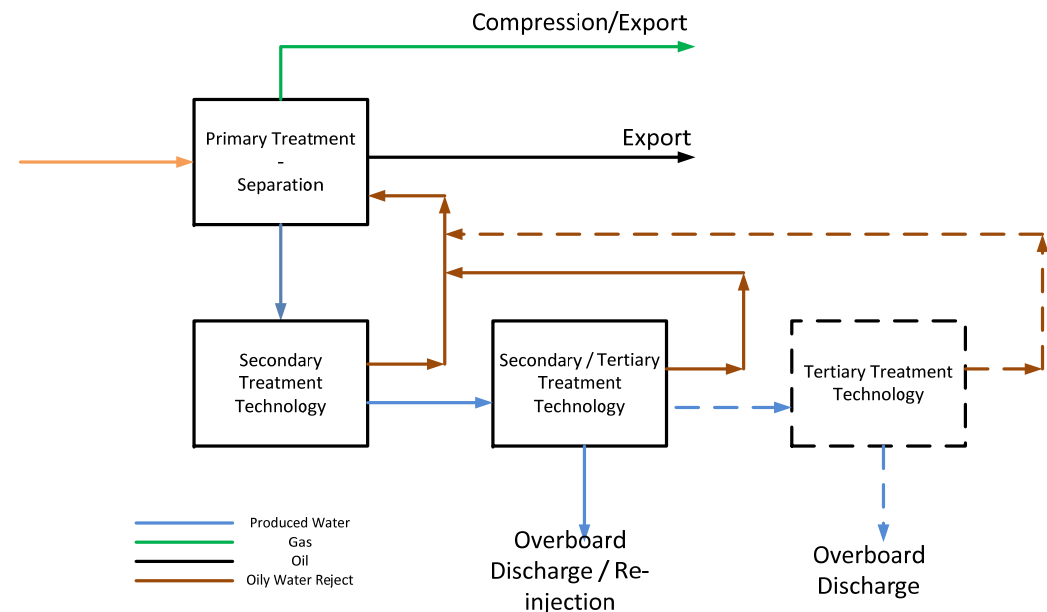 Compression/Export
Primary Treatment
-
Separation
Export
Secondary
Treatment
Technology
Secondary / Tertiary
Treatment
Technology
Tertiary Treatment
Technology
Produced Water
Gas
Oil
Oily Water Reject
Overboard
Discharge / Re-
injection
Overboard
Discharge